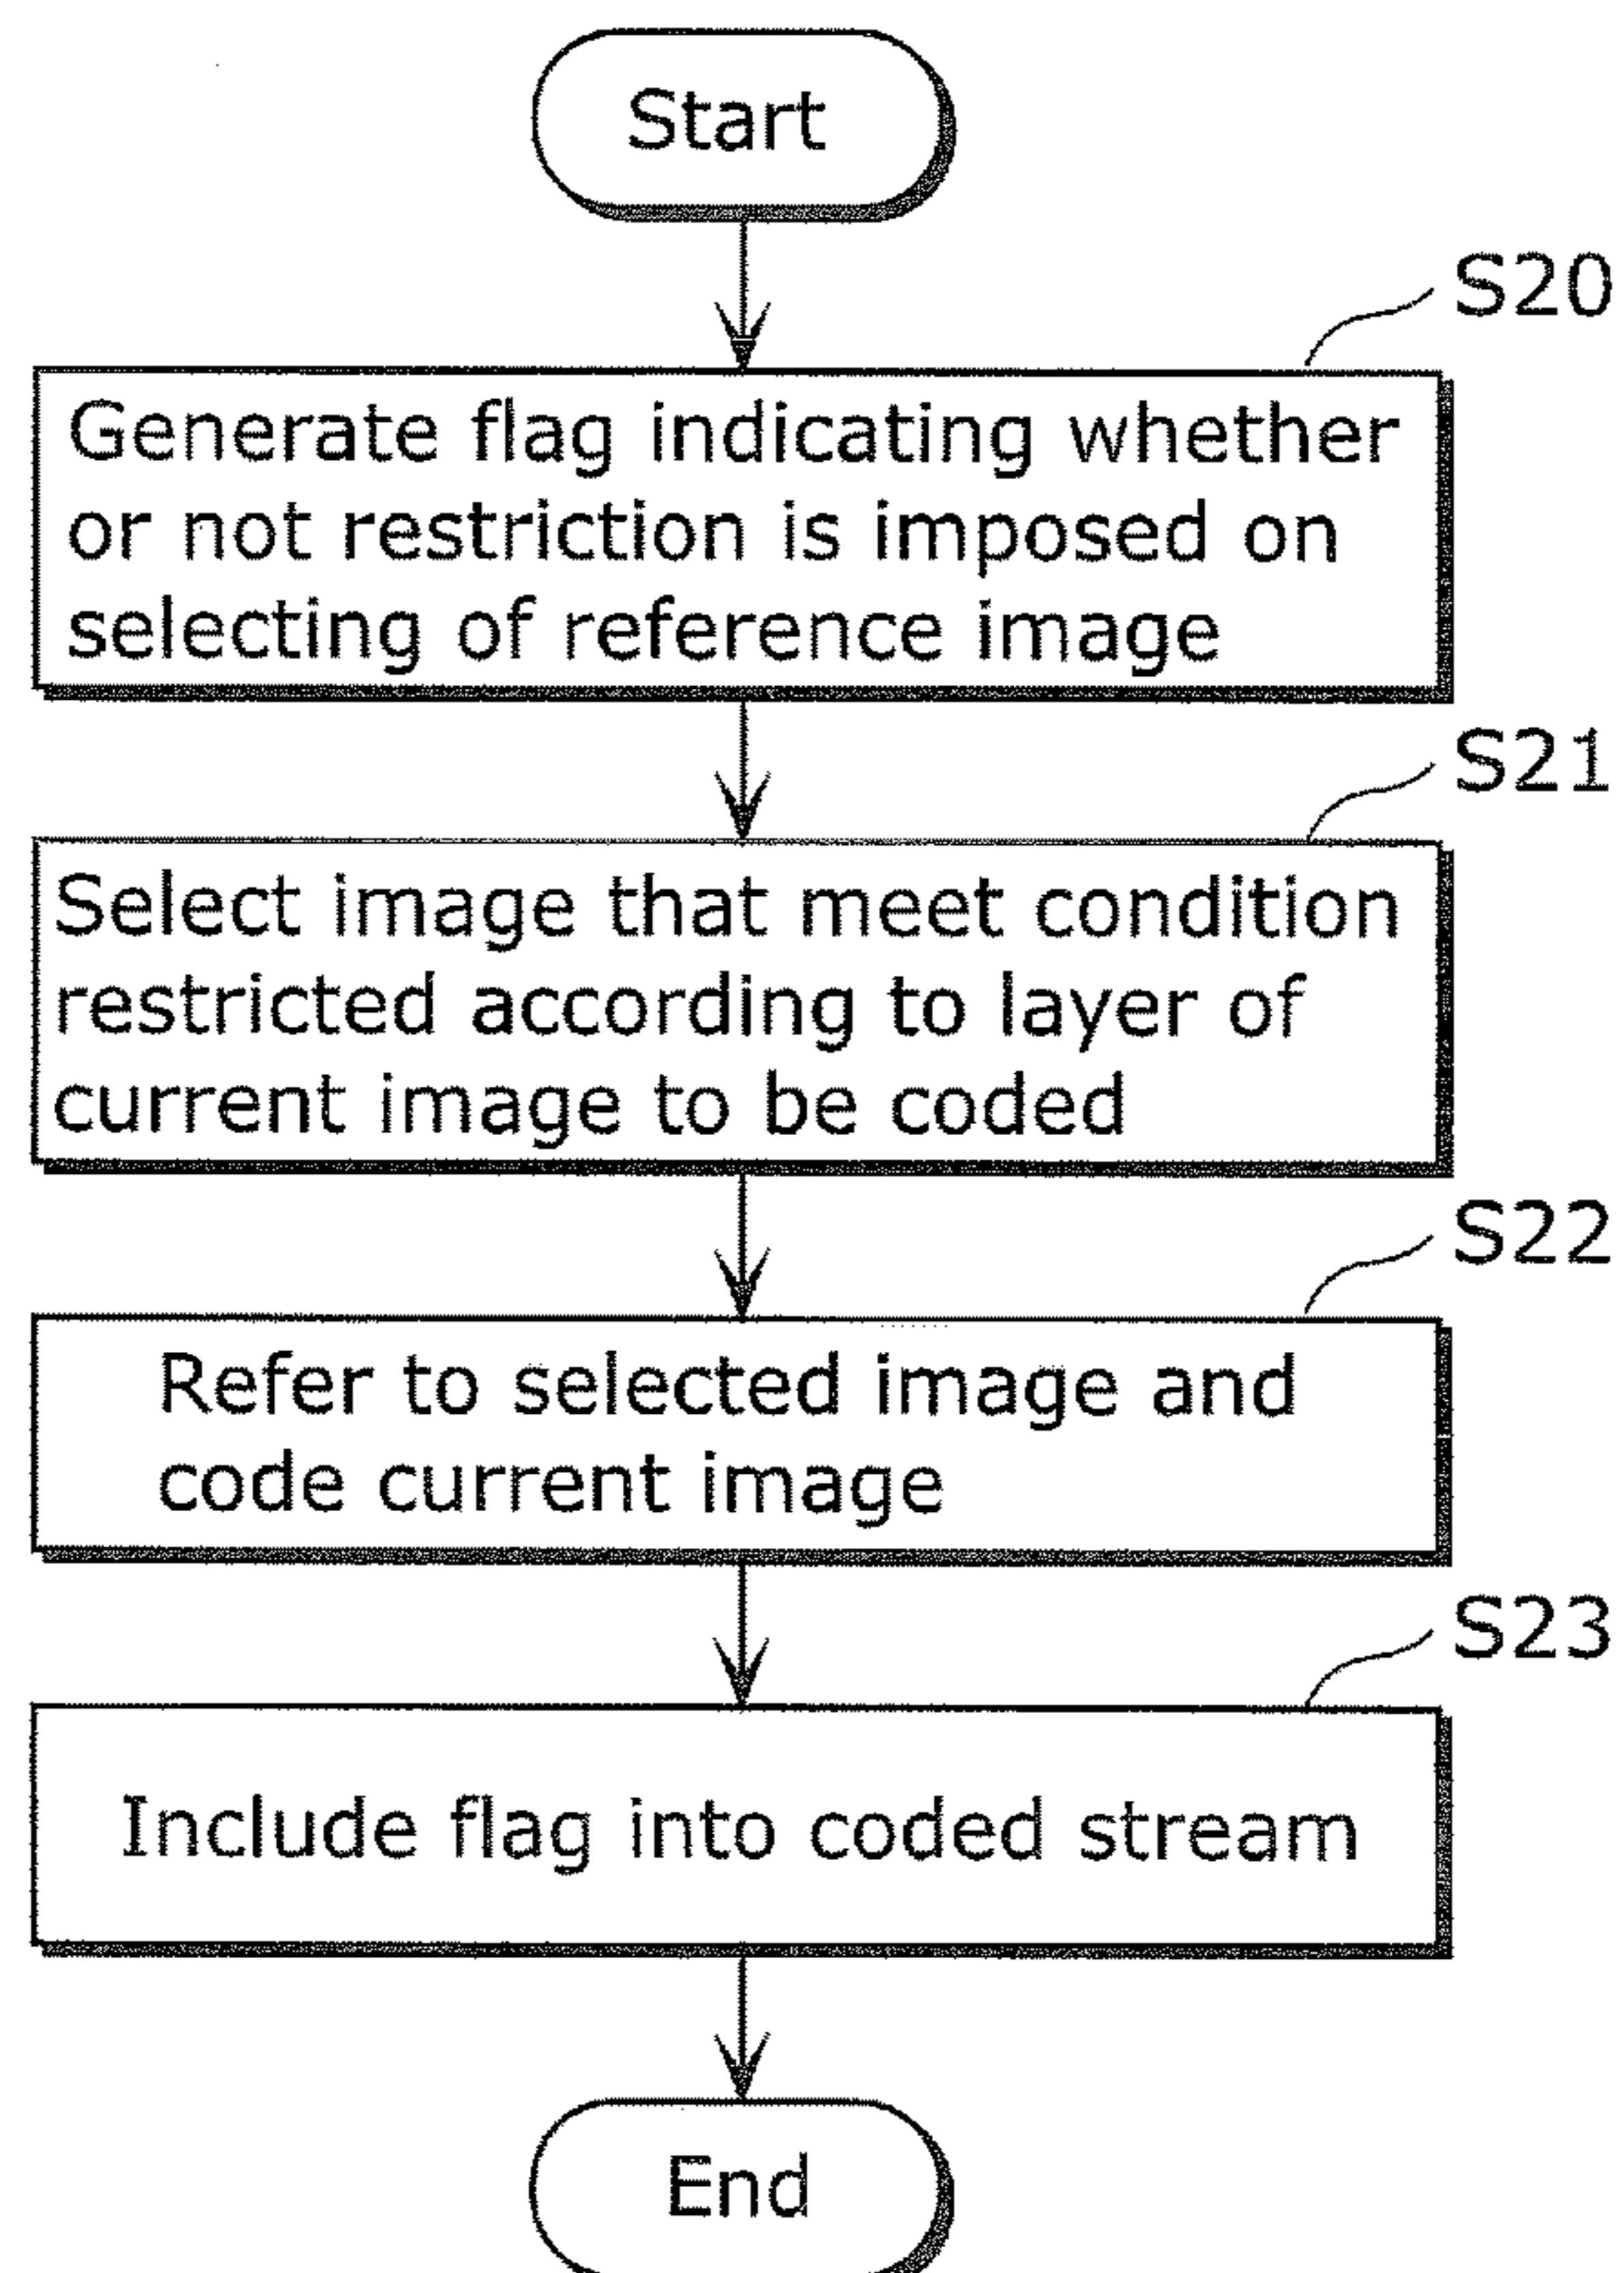 Start
S20
Generate flag indicating whether
or not restriction is imposed on
selecting of reference image
S21
Select image that meet condition
restricted according to layer of
current image to be coded
S22
Refer to selected image and
code current image
S23
Include flag into coded stream
End